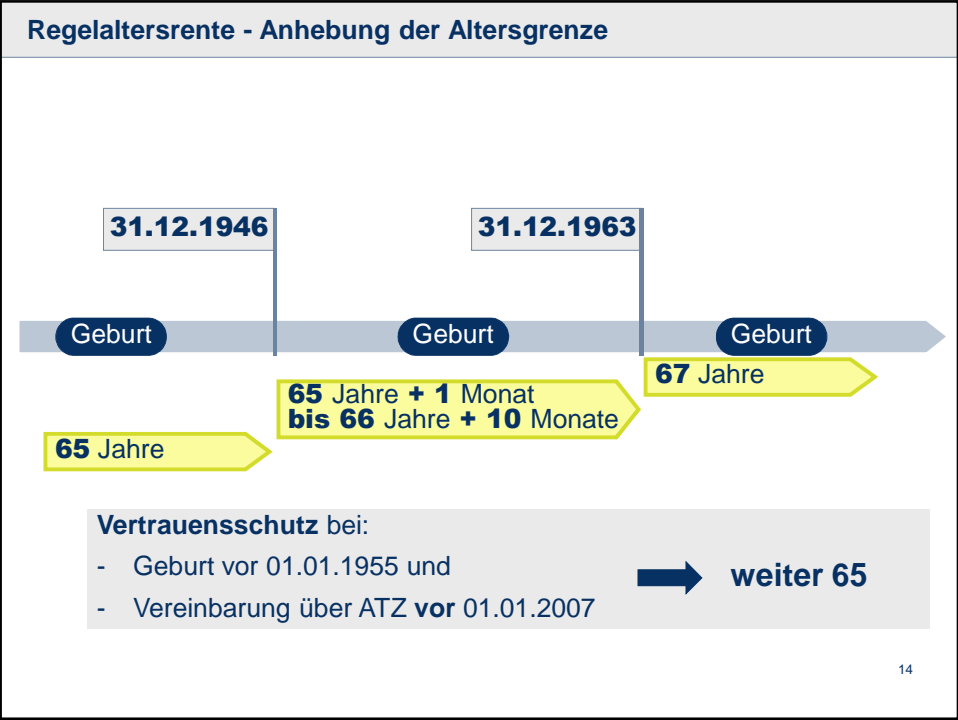 Regelaltersrente - Anhebung der Altersgrenze
31.12.1946
31.12.1963
Geburt
Geburt
Geburt
67 Jahre
65 Jahre + 1 Monat
bis 66 Jahre + 10 Monate
65 Jahre
Vertrauensschutz bei:
- Geburt vor 01.01.1955 und
- Vereinbarung über ATZ vor 01.01.2007
weiter 65
14